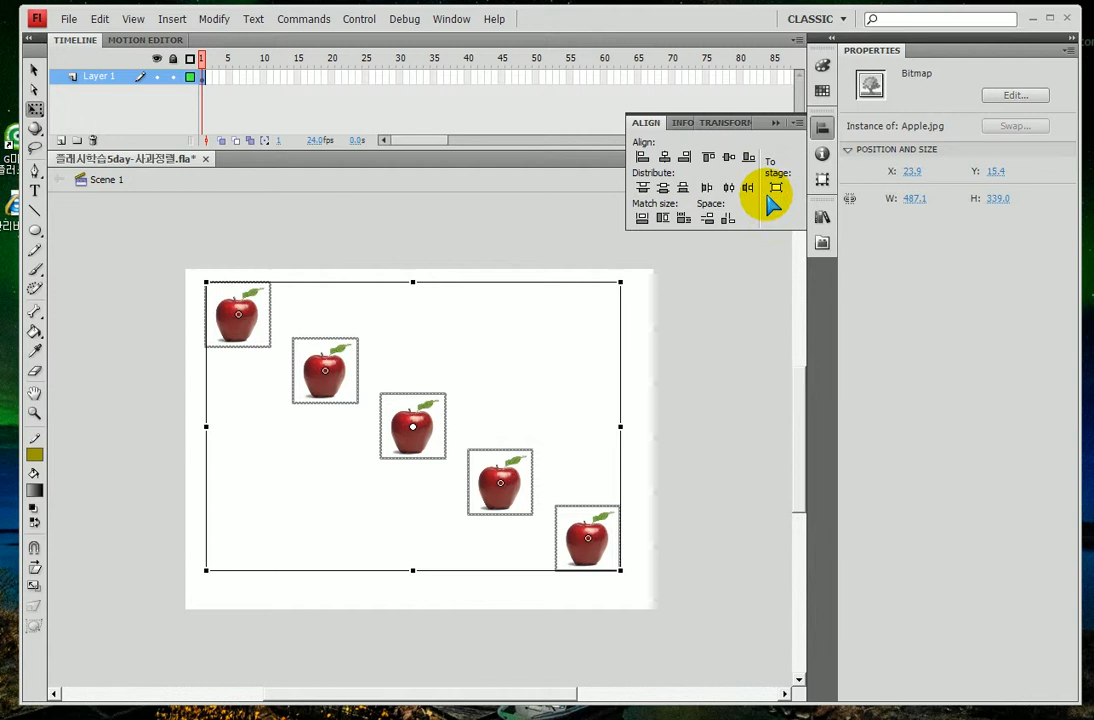 Fl File Edit View Insert Modify Text Commands Control Debug Window Help CLASSIC
TIMELINE MOTION EDITOR
1 5 10 15 20 25 30 35 40 45 50 55 60 65 70 75 80 85
Layer 1
1 24.0fps 0.0s
플래시학습5day-사과정렬.fla*
Scene 1
ALIGN INFO TRANSFORM
Align:
To
stage:
Distribute:
Match size: Space:
PROPERTIES
Bitmap
Edit...
Instance of: Apple.jpg
Swap...
POSITION AND SIZE
X: 23.9 Y: 15.4
W: 487.1 H: 339.0